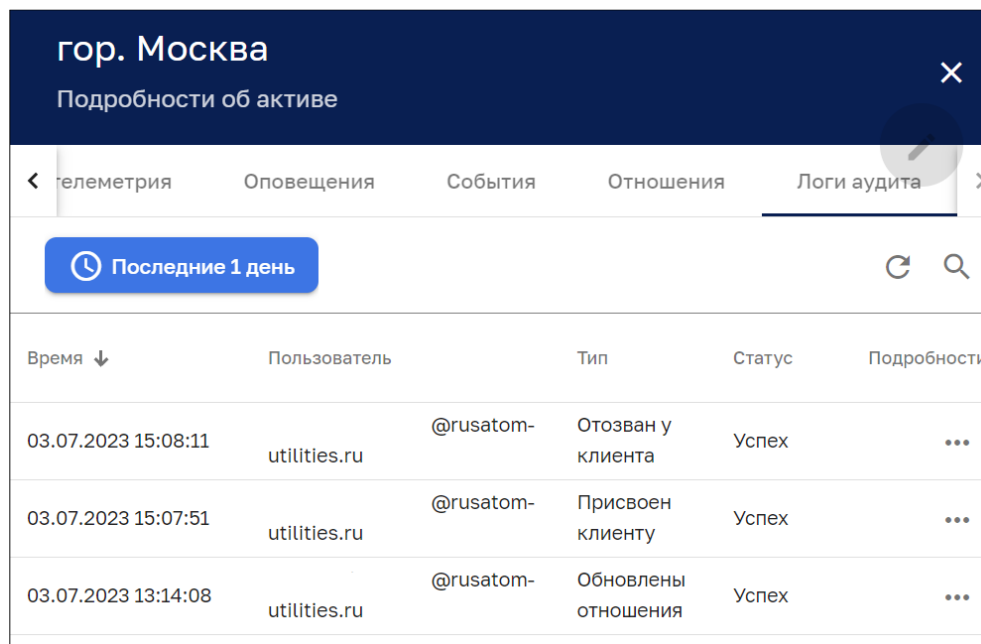 гор. Москва
Подробности об активе
телеметрия Оповещения События Отношения Логи аудита
Последние 1 день
Время Пользователь Тип Статус Подробности
03.07.2023 15:08:11 @rusatom- Отозван у Успех
utilities.ru клиента
03.07.2023 15:07:51 @rusatom- Присвоен Успех
utilities.ru клиенту
03.07.2023 13:14:08 @rusatom- Обновлены Успех
utilities.ru отношения